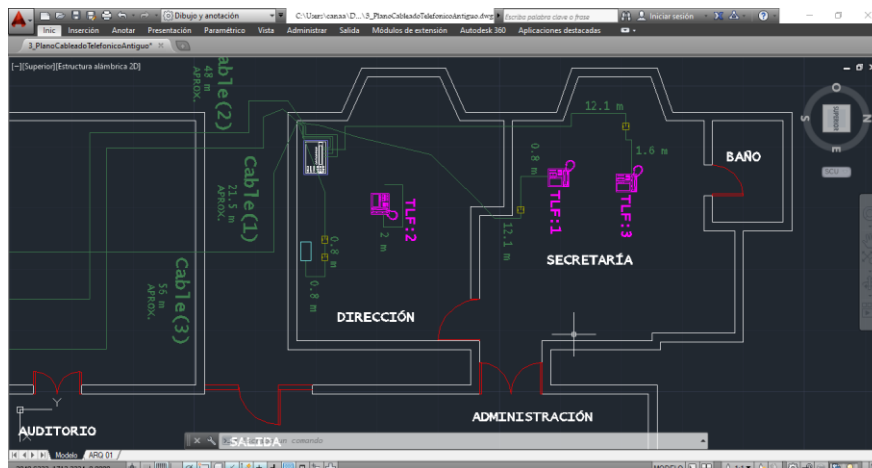 Dibujo y anotación
C:\Users\cansa\D...\3_PlanoCableadoTelefonicoAntiguo.dwg
Escriba palabra clave o frase
Iniciar sesión
Inic
Inserción
Anotar
Presentación
Paramétrico
Vista
Administrar
Salida
Módulos de extensión
Autodesk 360
Aplicaciones destacadas
3_PlanoCableadoTelefonicoAntiguo*
[−][Superior][Estructura alámbrica 2D]
Cable(2)
48 m
APROX.
Cable(1)
21.5 m
APROX.
Cable(3)
56 m
APROX.
12.1 m
0.8 m
1.6 m
BAÑO
TLF:2
2 m
TLF:1
TLF:3
12.1 m
0.8 m
0.8 m
SECRETARÍA
DIRECCIÓN
ADMINISTRACIÓN
AUDITORIO
SALIDA
un comando
SUPERIOR
S
O
N
E
m
SCU
Y
X
Modelo
ARQ 01
MODELO